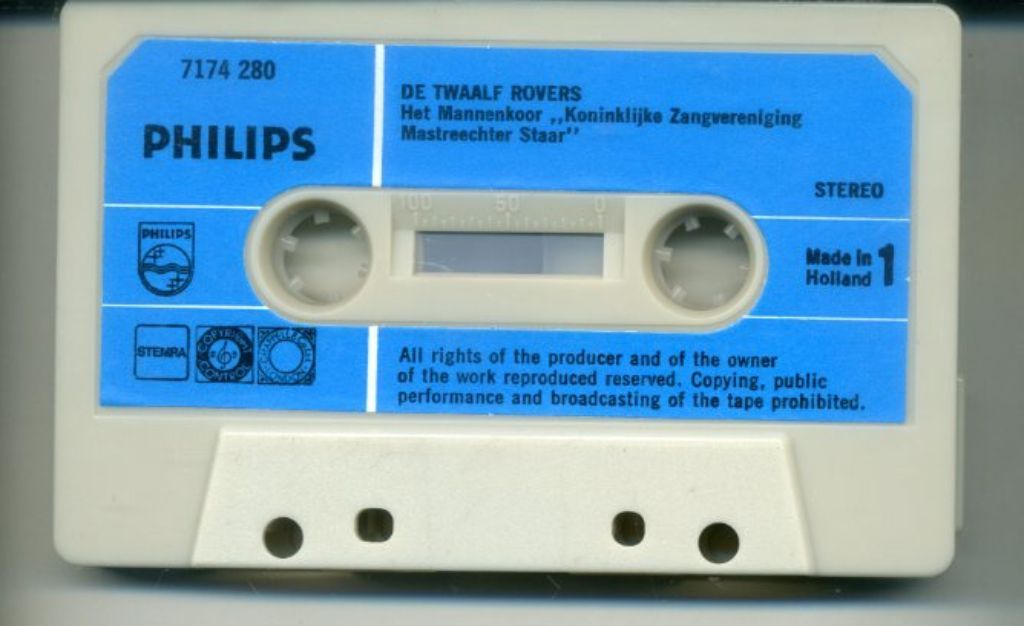 7174 280
PHILIPS
DE TWAALF ROVERS
Het Mannenkoor „Koninklijke Zangvereniging
Mastreechter Staar”
STEREO
100 50 0
PHILIPS
Made in
Holland 1
STEMRA
COPYRIGHT
CONTROL
All rights of the producer and of the owner
of the work reproduced reserved. Copying, public
performance and broadcasting of the tape prohibited.